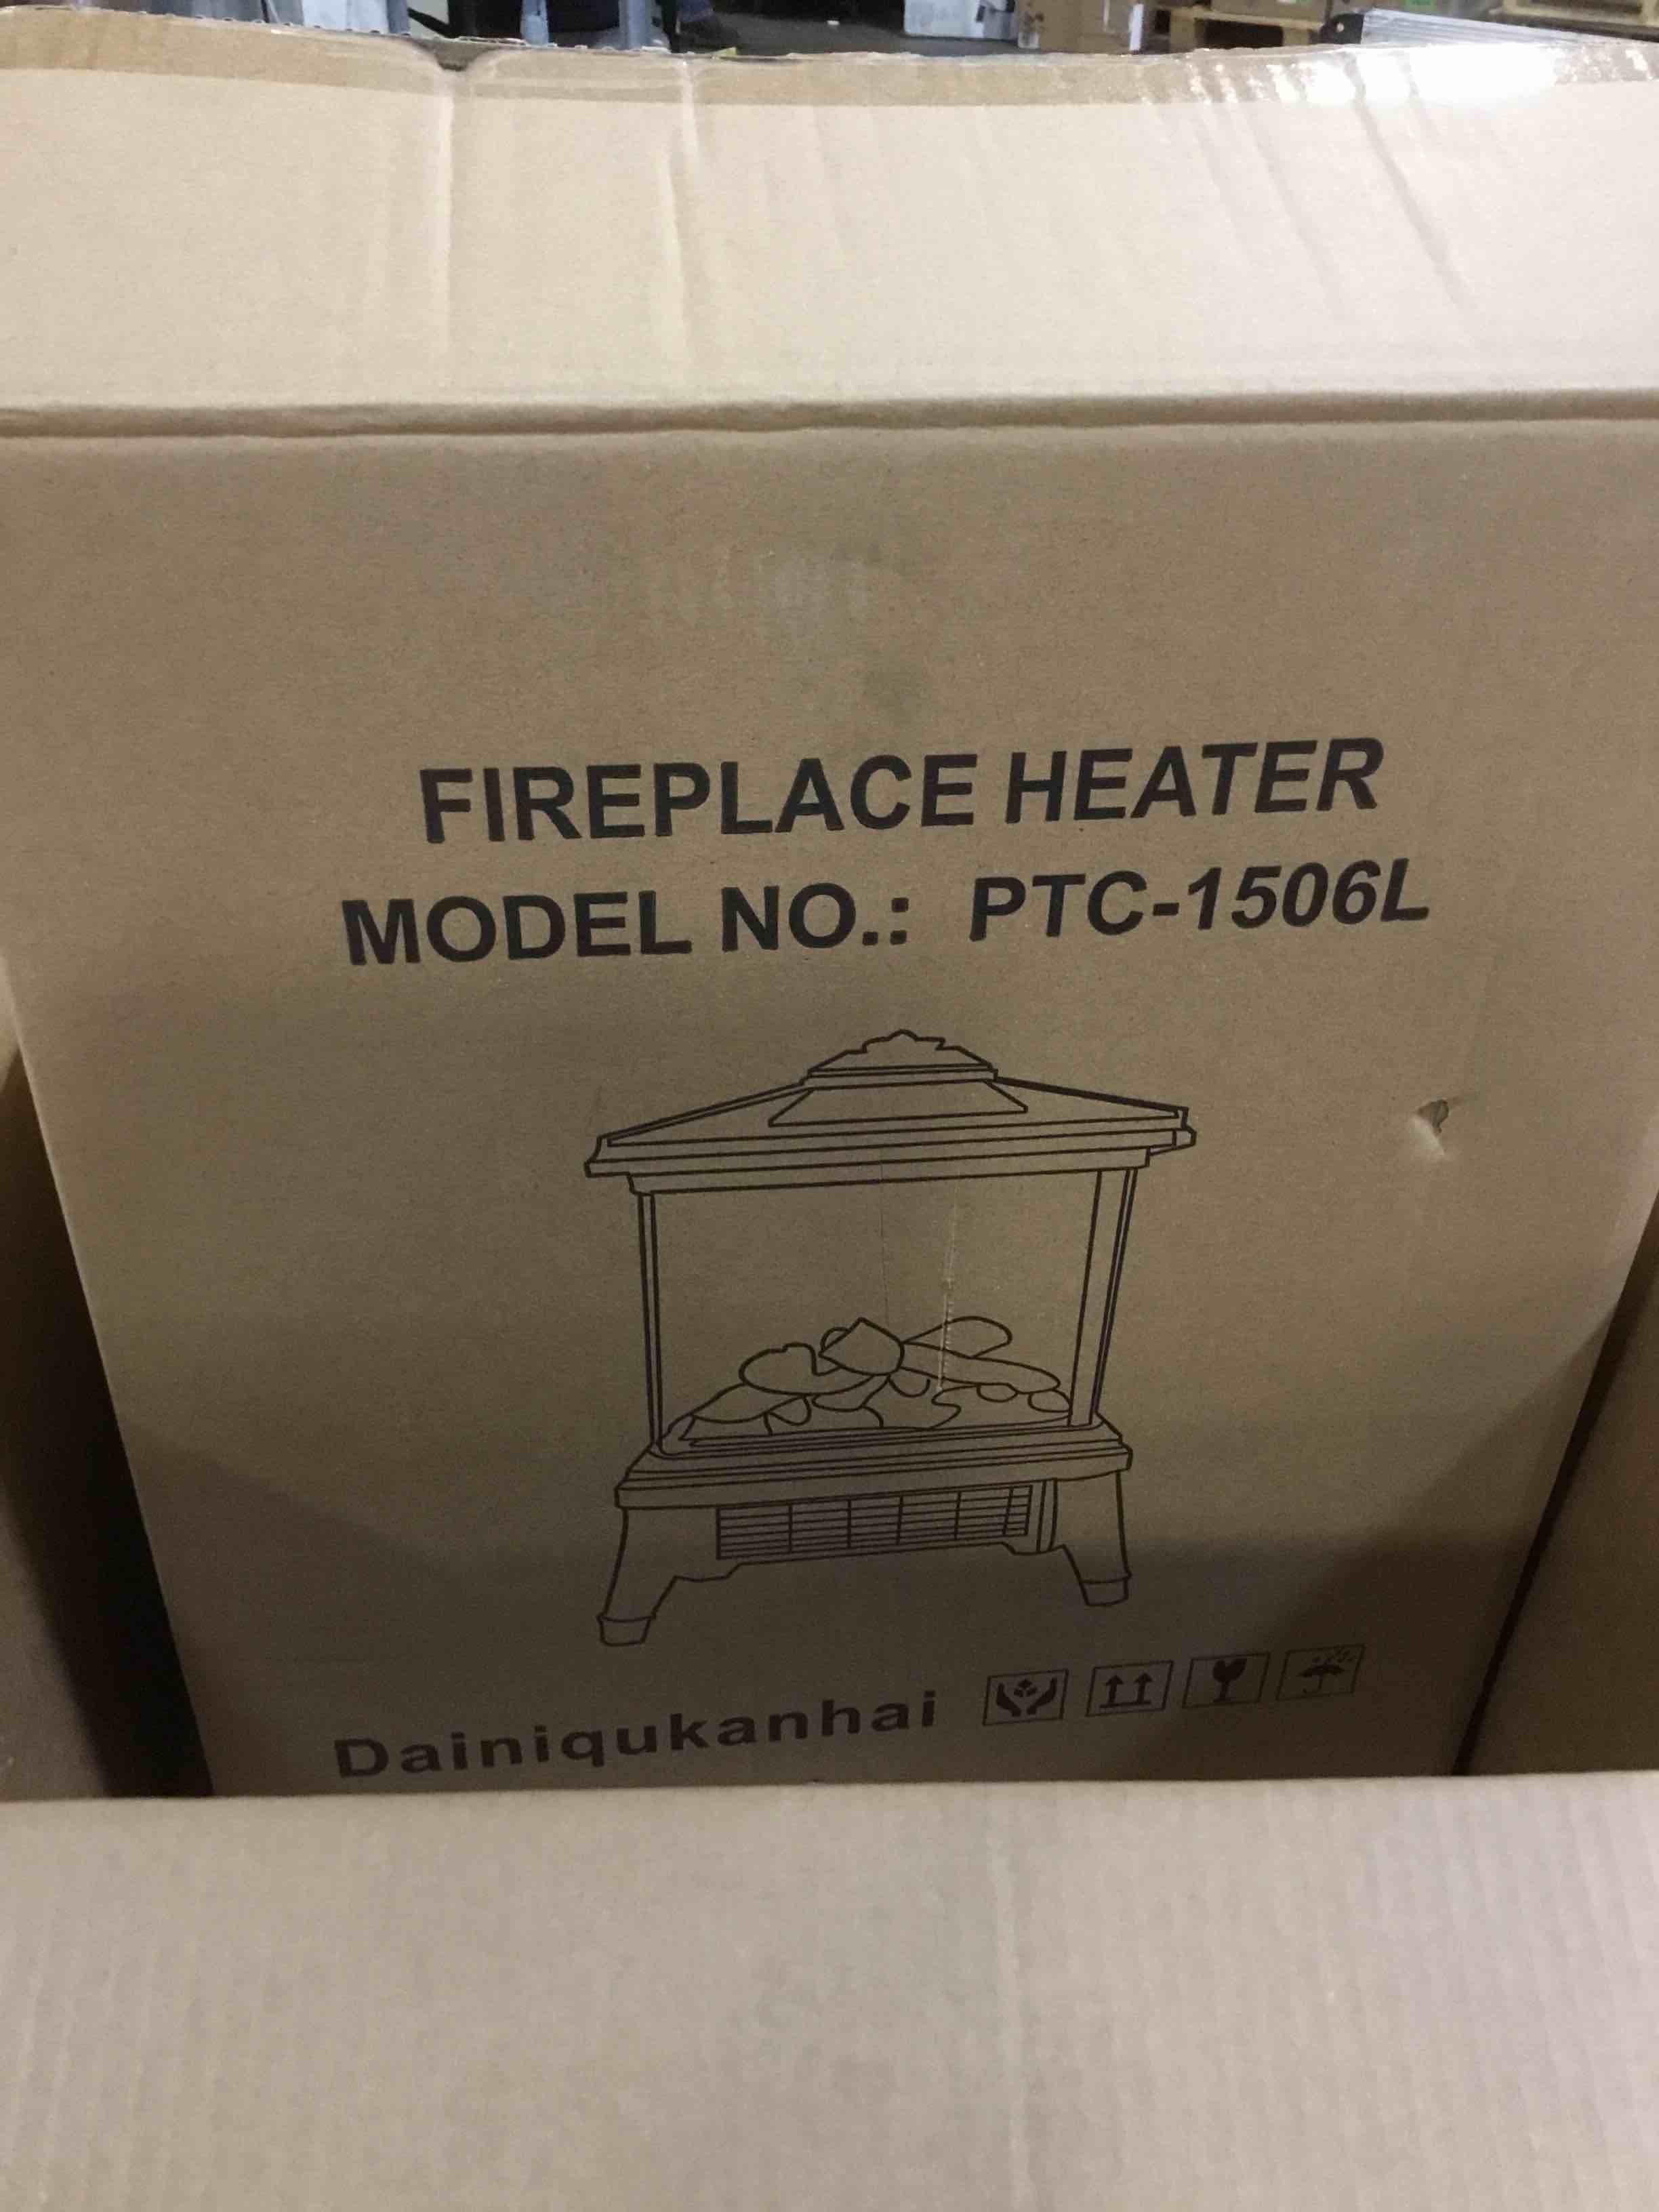 FIREPLACE HEATER
MODEL NO.: PTC-1506L
Dainiqukanhai